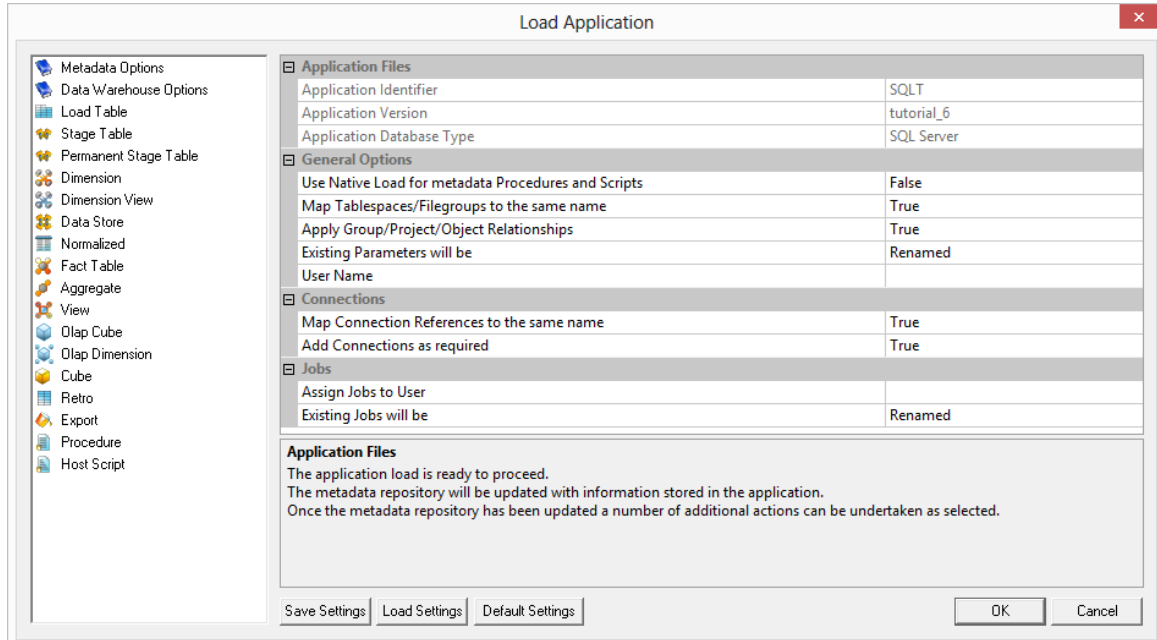 Load Application
Metadata Options
Data Warehouse Options
Load Table
Stage Table
Permanent Stage Table
Dimension
Dimension View
Data Store
Normalized
Fact Table
Aggregate
View
Olap Cube
Olap Dimension
Cube
Retro
Export
Procedure
Host Script
Application Files
Application Identifier SQLT
Application Version tutorial_6
Application Database Type SQL Server
General Options
Use Native Load for metadata Procedures and Scripts False
Map Tablespaces/Filegroups to the same name True
Apply Group/Project/Object Relationships True
Existing Parameters will be Renamed
User Name
Connections
Map Connection References to the same name True
Add Connections as required True
Jobs
Assign Jobs to User
Existing Jobs will be Renamed
Application Files
The application load is ready to proceed.
The metadata repository will be updated with information stored in the application.
Once the metadata repository has been updated a number of additional actions can be undertaken as selected.
Save Settings Load Settings Default Settings OK Cancel